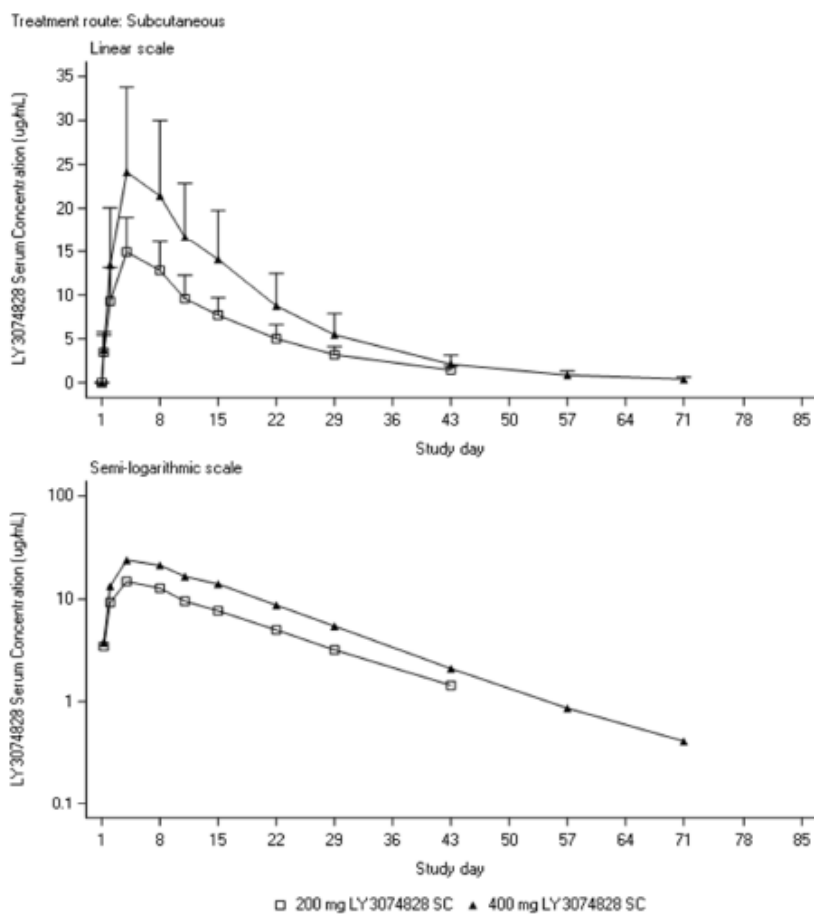 Treatment route: Subcutaneous
Linear scale
LY3074828 Serum Concentration (ug/mL)
35
30
25
20
15
10
5
0
1 8 15 22 29 36 43 50 57 64 71 78 85
Study day
Semi-logarithmic scale
LY3074828 Serum Concentration (ug/mL)
100
10
1
0.1
1 8 15 22 29 36 43 50 57 64 71 78 85
Study day
200 mg LY3074828 SC 400 mg LY3074828 SC